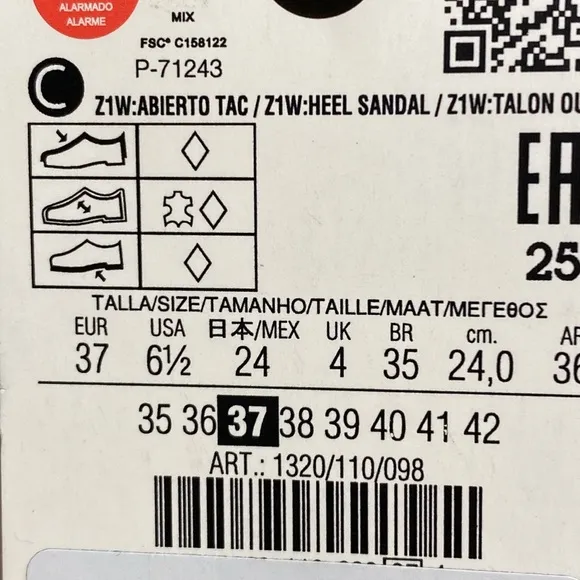 ALARMADO
ALARME
MIX
FSC® C158122
P-71243
C
Z1W:ABIERTO TAC / Z1W:HEEL SANDAL / Z1W:TALON
25
TALLA/SIZE/TAMANHO/TAILLE/MAAT/ΜΕΓΕΘΟΣ
EUR USA 日本/MEX UK BR cm.
37 6½ 24 4 35 24,0 36
35 36 37 38 39 40 41 42
ART.: 1320/110/098